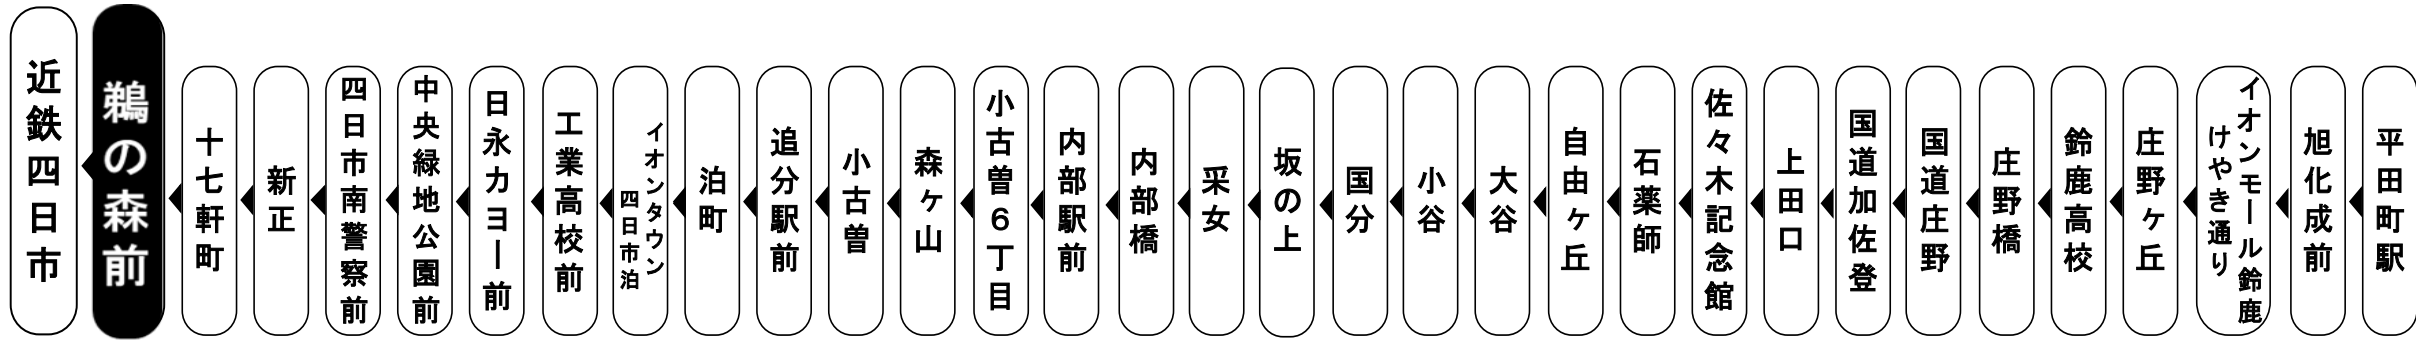 近鉄四日市
鵜の森前
十七軒町
新正
四日市南警察前
中央緑地公園前
日永カヨー前
工業高校前
イオンタウン
四日市泊
泊町
追分駅前
小古曽
森ヶ山
小古曽６丁目
内部駅前
内部橋
采女
坂の上
国分
小谷
大谷
自由ヶ丘
石薬師
佐々木記念館
上田口
国道加佐登
国道庄野
庄野橋
鈴鹿高校
庄野ヶ丘
イオンモール鈴鹿
けやき通り
旭化成前
平田町駅